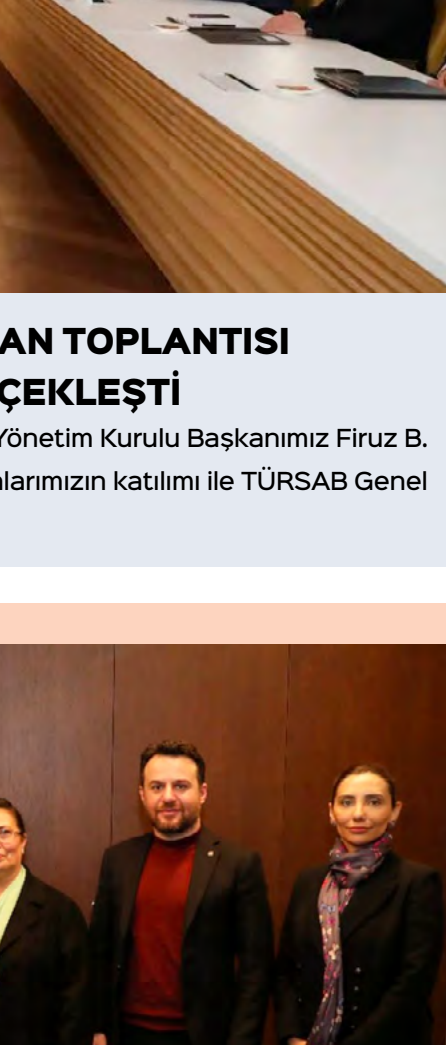 AN TOPLANTISI
ÇEKLEŞTİ
Yönetim Kurulu Başkanımız Firuz B.
larımızın katılımı ile TÜRSAB Genel